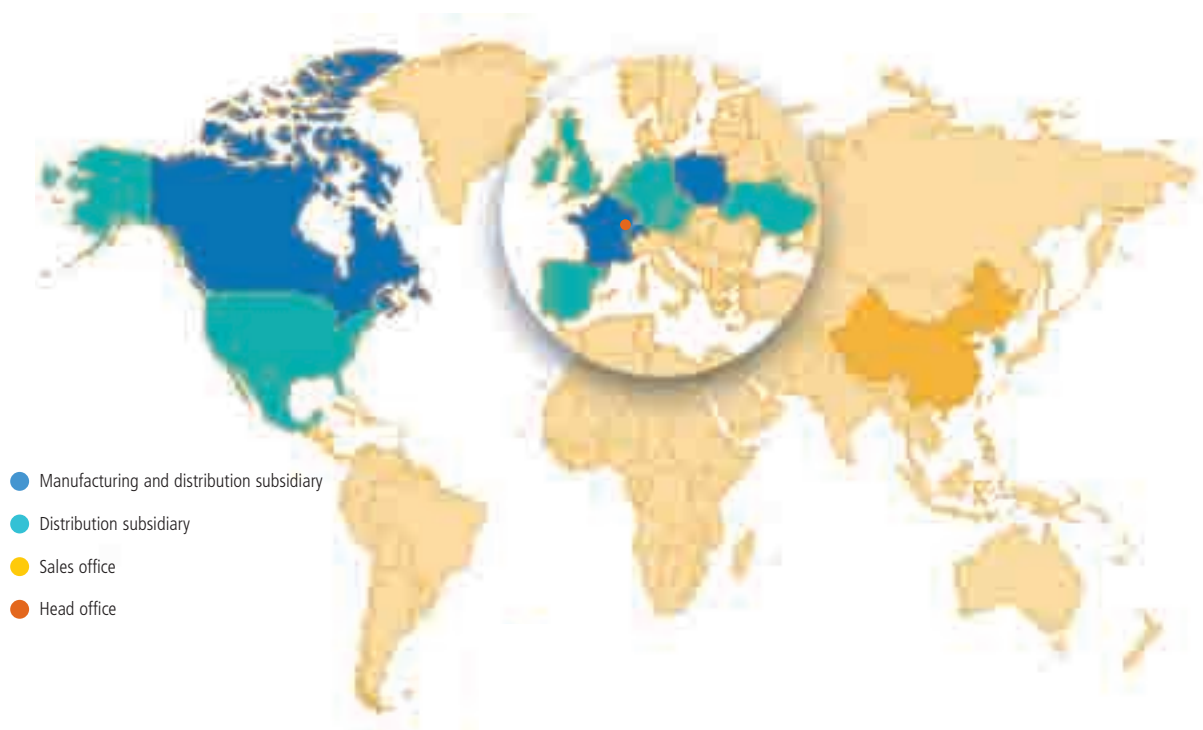 Manufacturing and distribution subsidiary
Distribution subsidiary
Sales office
Head office